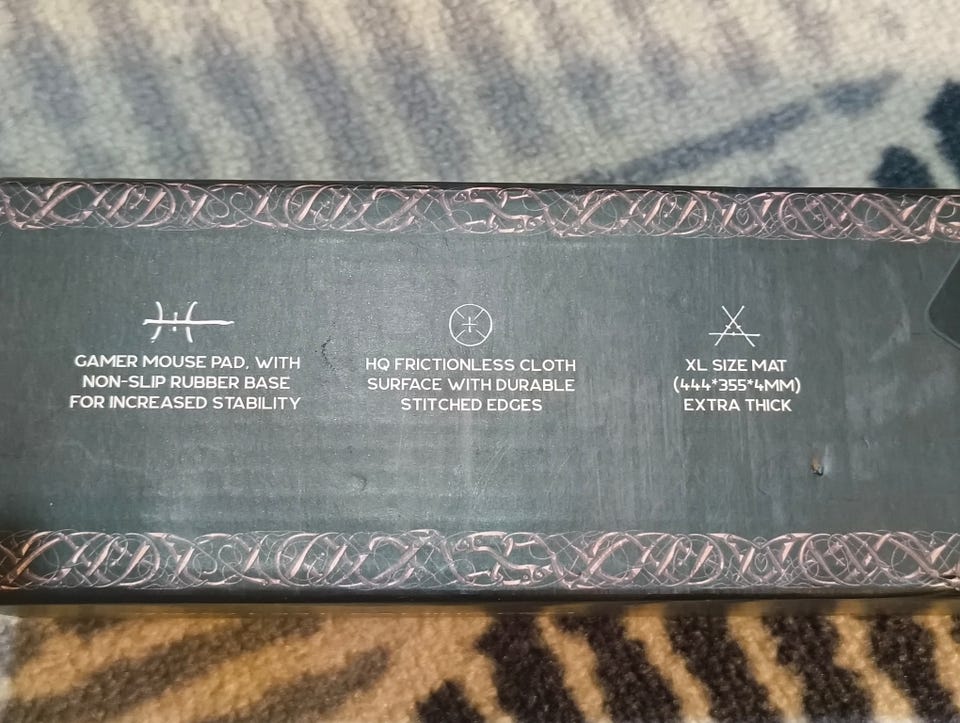 GAMER MOUSE PAD, WITH
NON-SLIP RUBBER BASE
FOR INCREASED STABILITY
HQ FRICTIONLESS CLOTH
SURFACE WITH DURABLE
STITCHED EDGES
XL SIZE MAT
(444*355*4MM)
EXTRA THICK